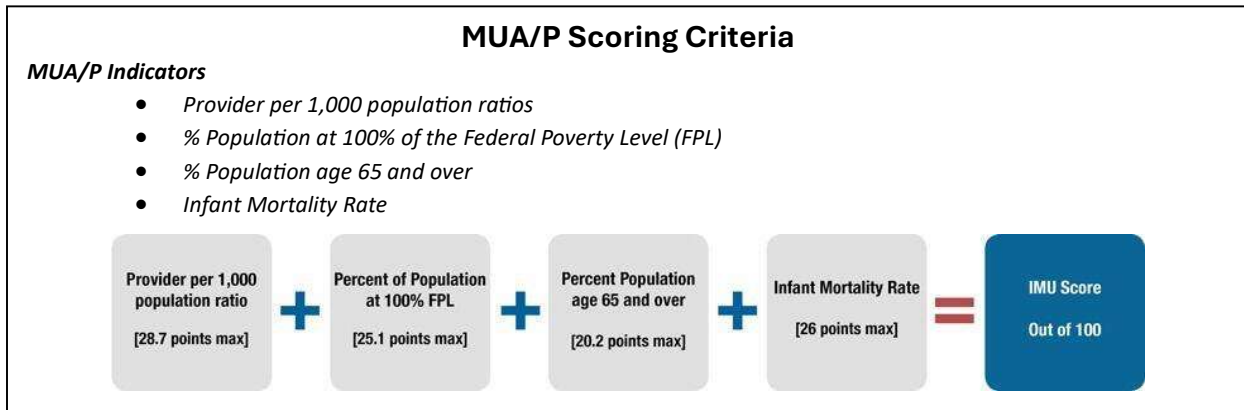 MUA/P Scoring Criteria
MUA/P Indicators
● Provider per 1,000 population ratios
● % Population at 100% of the Federal Poverty Level (FPL)
● % Population age 65 and over
● Infant Mortality Rate
Provider per 1,000
population ratio
[28.7 points max]
+
Percent of Population
at 100% FPL
[25.1 points max]
+
Percent Population
age 65 and over
[20.2 points max]
+
Infant Mortality Rate
[26 points max]
=
IMU Score
Out of 100